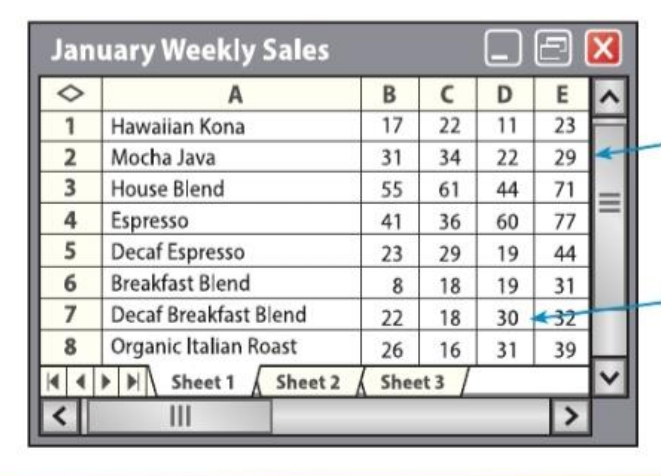 January Weekly Sales
A B C D E
1 Hawaiian Kona 17 22 11 23
2 Mocha Java 31 34 22 29
3 House Blend 55 61 44 71
4 Espresso 41 36 60 77
5 Decaf Espresso 23 29 19 44
6 Breakfast Blend 8 18 19 31
7 Decaf Breakfast Blend 22 18 30 32
8 Organic Italian Roast 26 16 31 39
Sheet 1 Sheet 2 Sheet 3